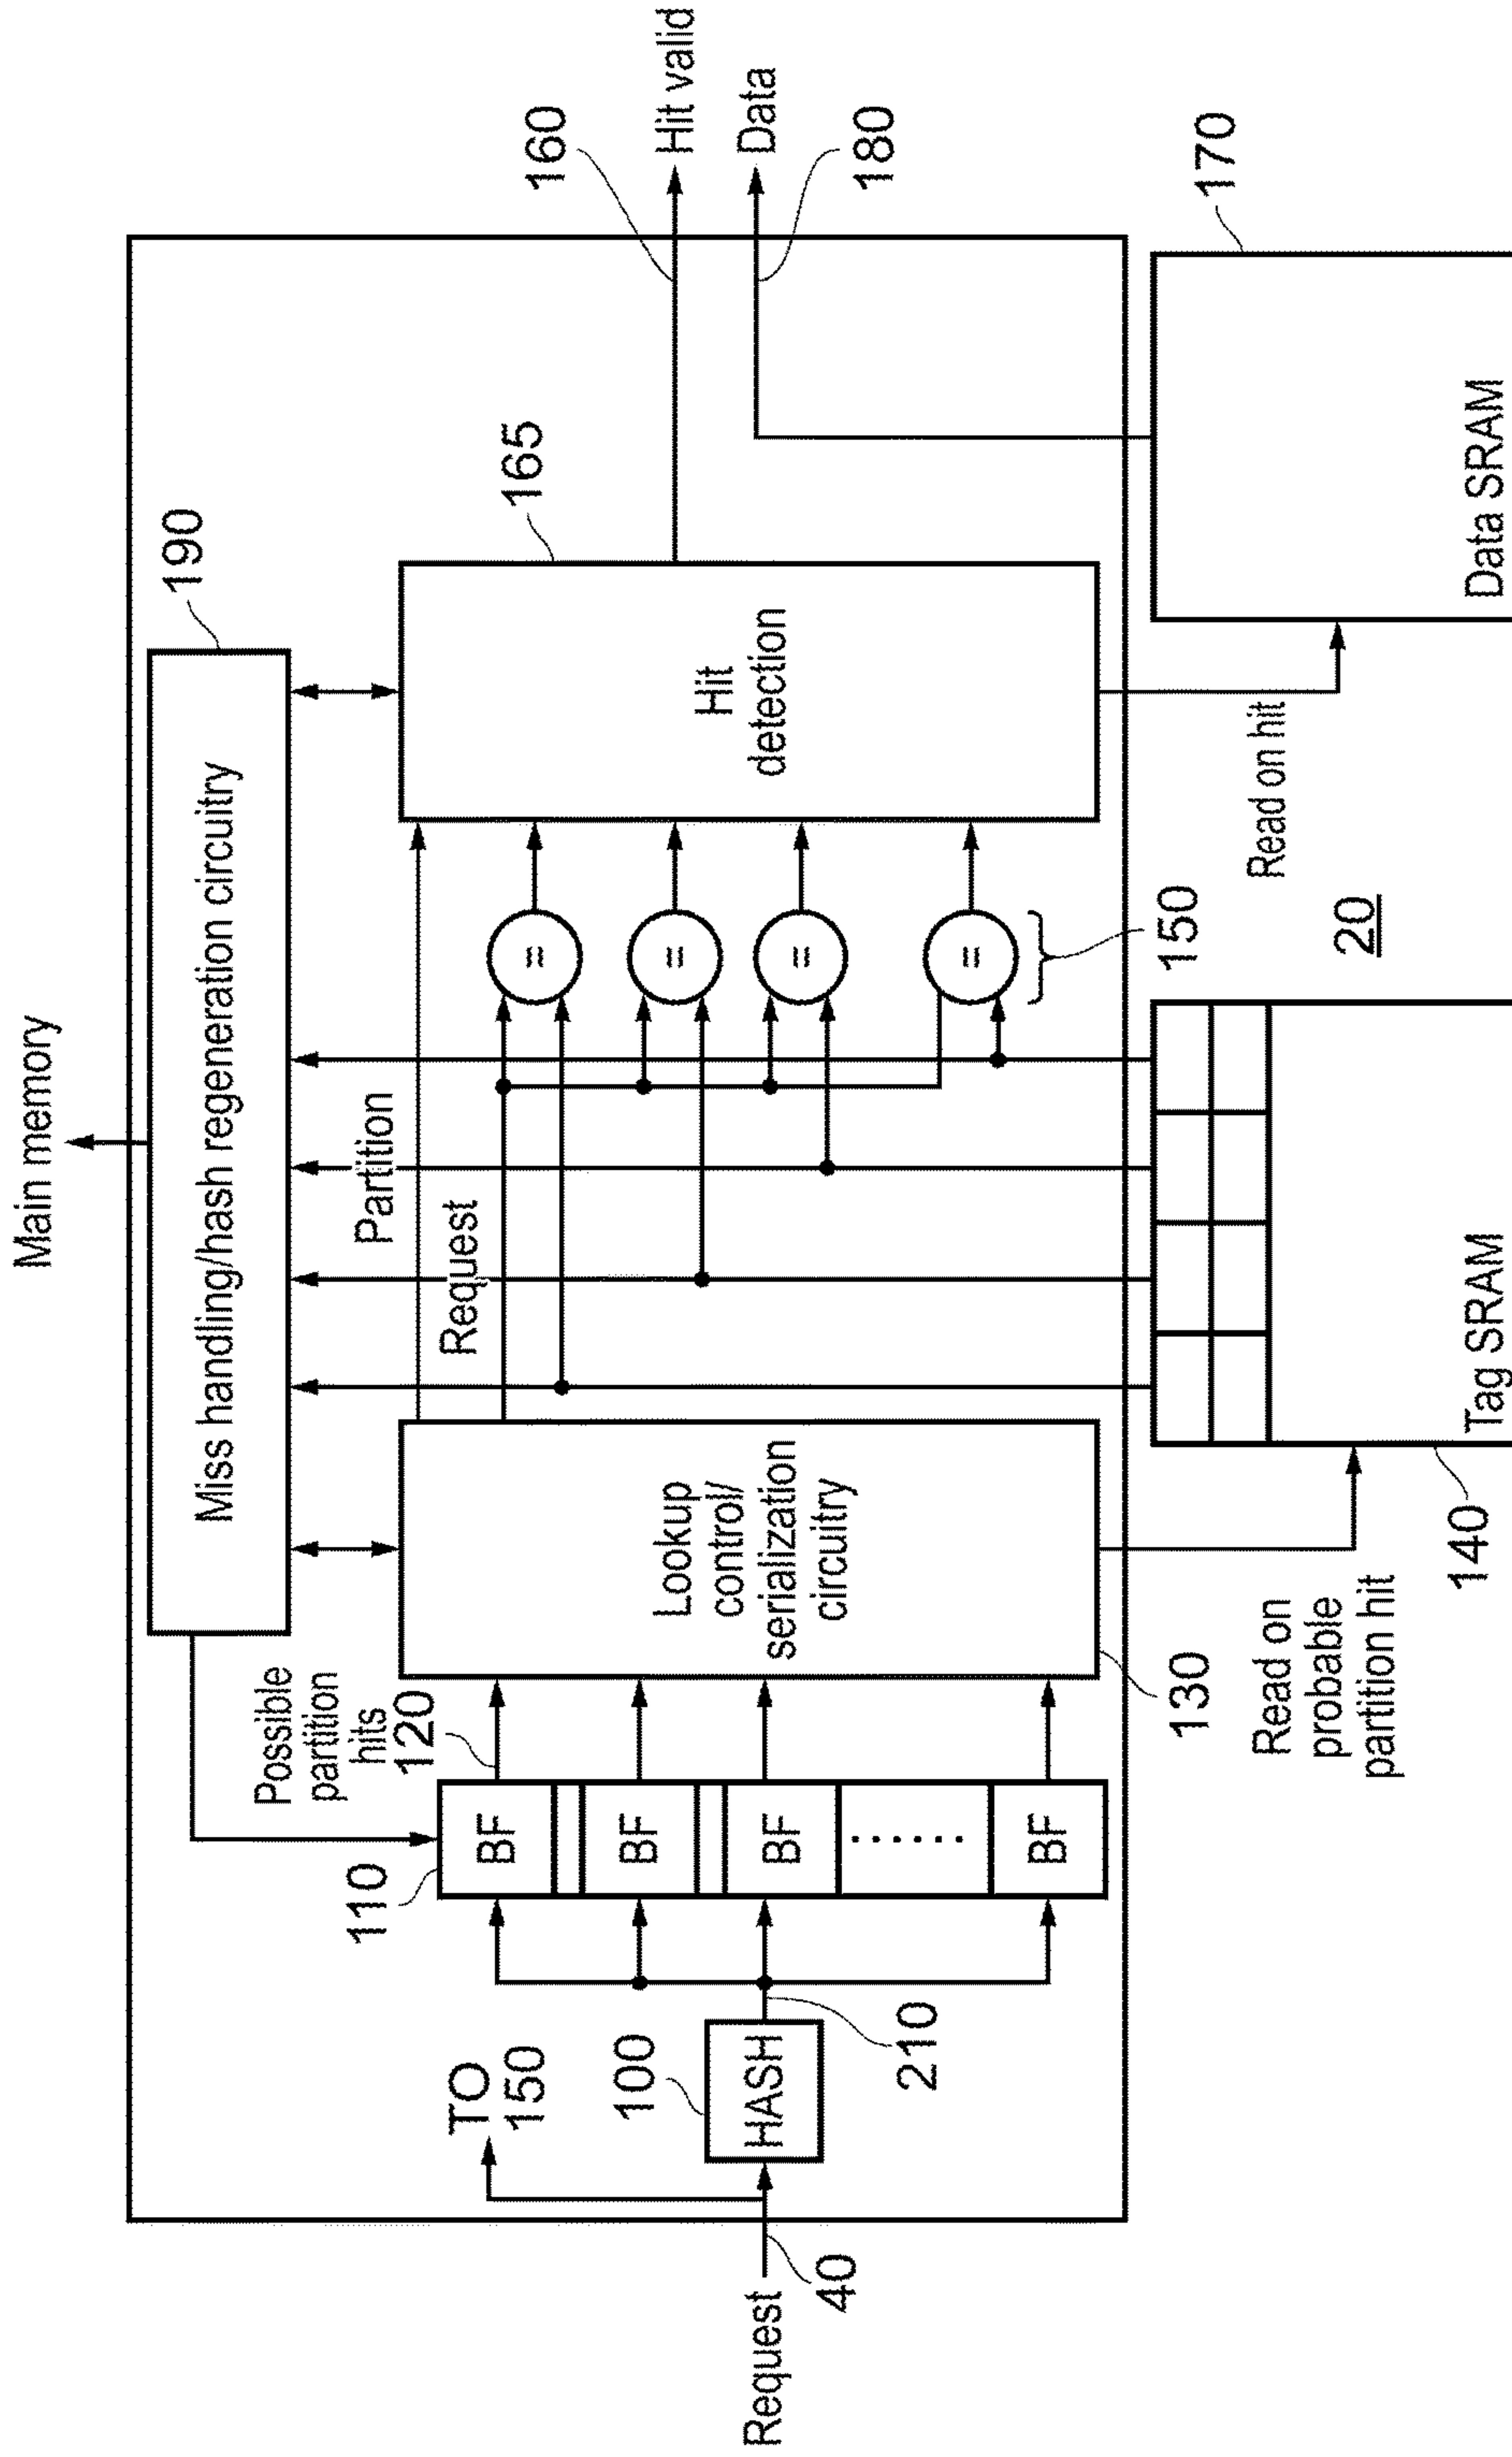 Main memory
190
Miss handling/hash regeneration circuitry
Possible
partition
hits
120
110
Partition
Request
165
160
Hit valid
Data
180
TO
150
100
HASH
210
Request
40
BF
BF
BF
......
BF
Lookup
control/
serialization
circuitry
130
=
=
=
=
150
Hit
detection
Read on
probable
partition hit
140
Tag SRAM
20
Read on hit
170
Data SRAM